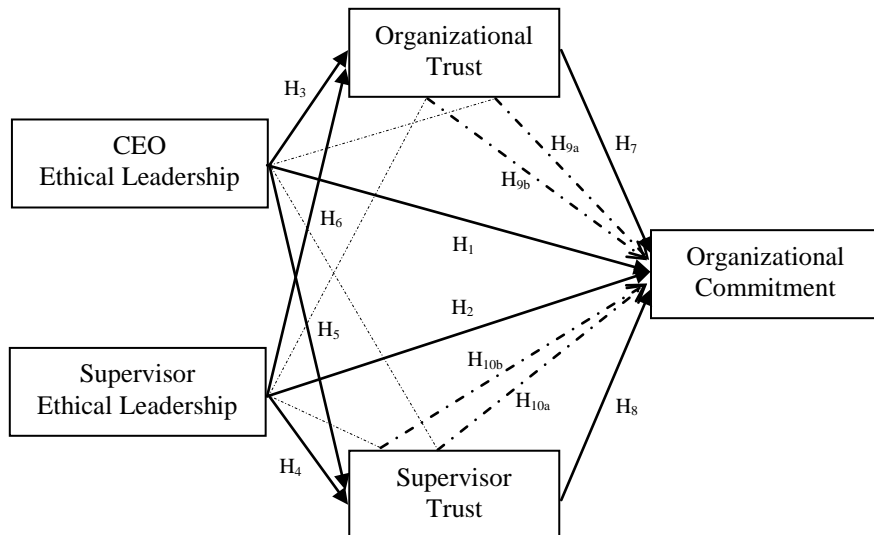 Organizational
Trust
H3
CEO
Ethical Leadership
H9a
H7
H9b
H6
H1
Organizational
Commitment
H2
H5
Supervisor
Ethical Leadership
H10b
H10a
H8
H4
Supervisor
Trust